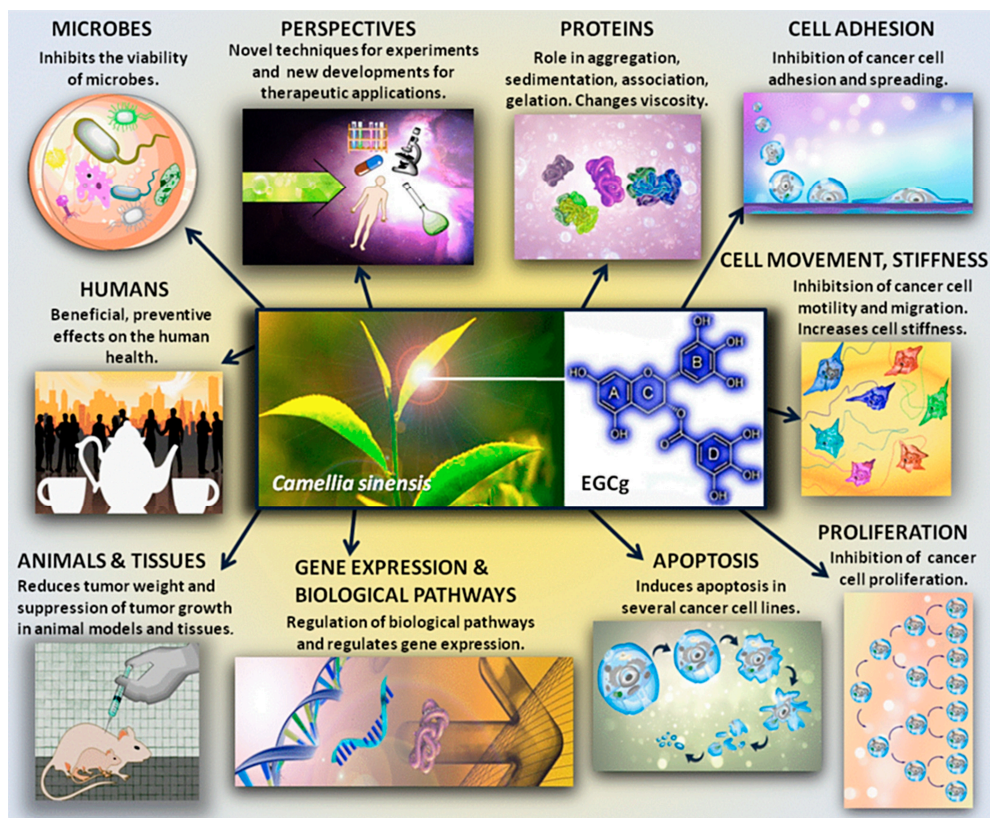 MICROBES
Inhibits the viability
of microbes.
PERSPECTIVES
Novel techniques for experiments
and new developments for
therapeutic applications.
PROTEINS
Role in aggregation,
sedimentation, association,
gelation. Changes viscosity.
CELL ADHESION
Inhibition of cancer cell
adhesion and spreading.
HUMANS
Beneficial, preventive
effects on the human
health.
Camellia sinensis
OH
OH
OH
B
HO
O
A
C
OH
O
O
OH
D
OH
OH
EGCg
CELL MOVEMENT, STIFFNESS
Inhibitsion of cancer cell
motility and migration.
Increases cell stiffness.
ANIMALS & TISSUES
Reduces tumor weight and
suppression of tumor growth
in animal models and tissues.
GENE EXPRESSION &
BIOLOGICAL PATHWAYS
Regulation of biological pathways
and regulates gene expression.
APOPTOSIS
Induces apoptosis in
several cancer cell lines.
PROLIFERATION
Inhibition of cancer
cell proliferation.